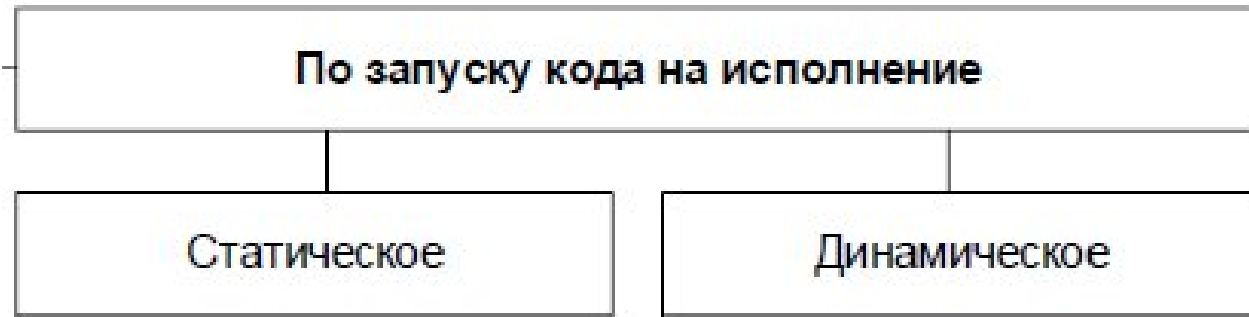 По запуску кода на исполнение
Статическое
Динамическое